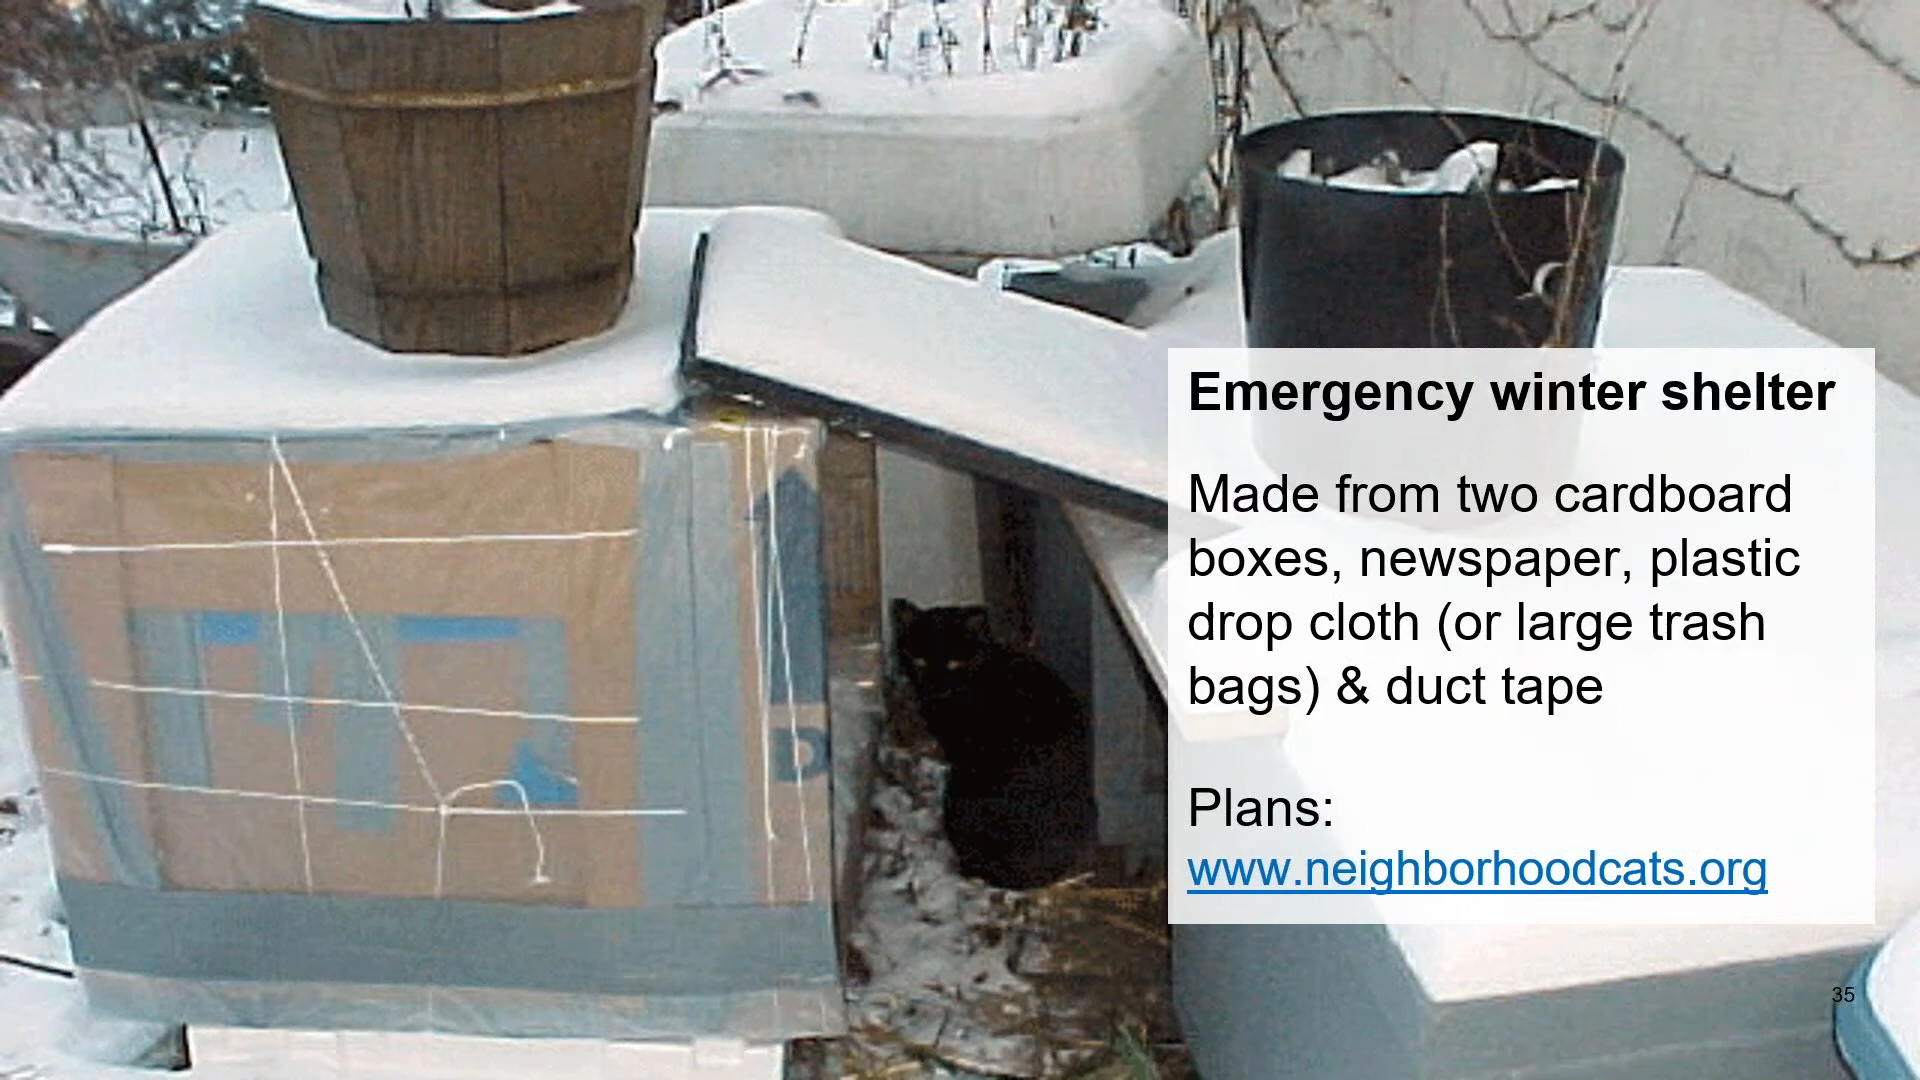 Emergency winter shelter
Made from two cardboard
boxes, newspaper, plastic
drop cloth (or large trash
bags) & duct tape
Plans:
www.neighborhoodcats.org
D
35